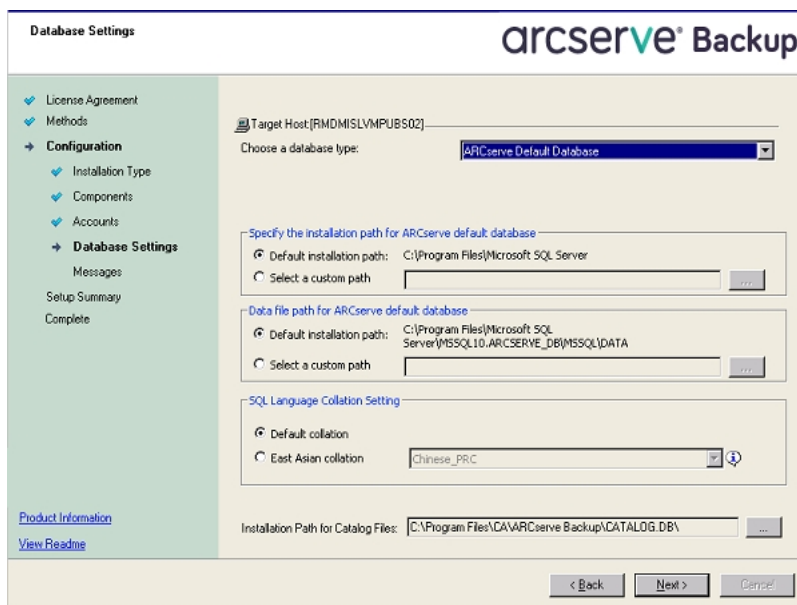 Database Settings
arcserve® Backup
License Agreement
Methods
Configuration
Installation Type
Components
Accounts
Database Settings
Messages
Setup Summary
Complete
Product Information
View Readme
Target Host:[RMDMISLVMPUBS02]
Choose a database type: ARCserve Default Database
Specify the installation path for ARCserve default database
Default installation path: C:\Program Files\Microsoft SQL Server
Select a custom path ...
Data file path for ARCserve default database
Default installation path: C:\Program Files\Microsoft SQL
Server\MSSQL10.ARCSERVE_DB\MSSQL\DATA
Select a custom path ...
SQL Language Collation Setting
Default collation
East Asian collation Chinese_PRC
Installation Path for Catalog Files: C:\Program Files\CA\ARCserve Backup\CATALOG.DB\ ...
< Back Next > Cancel